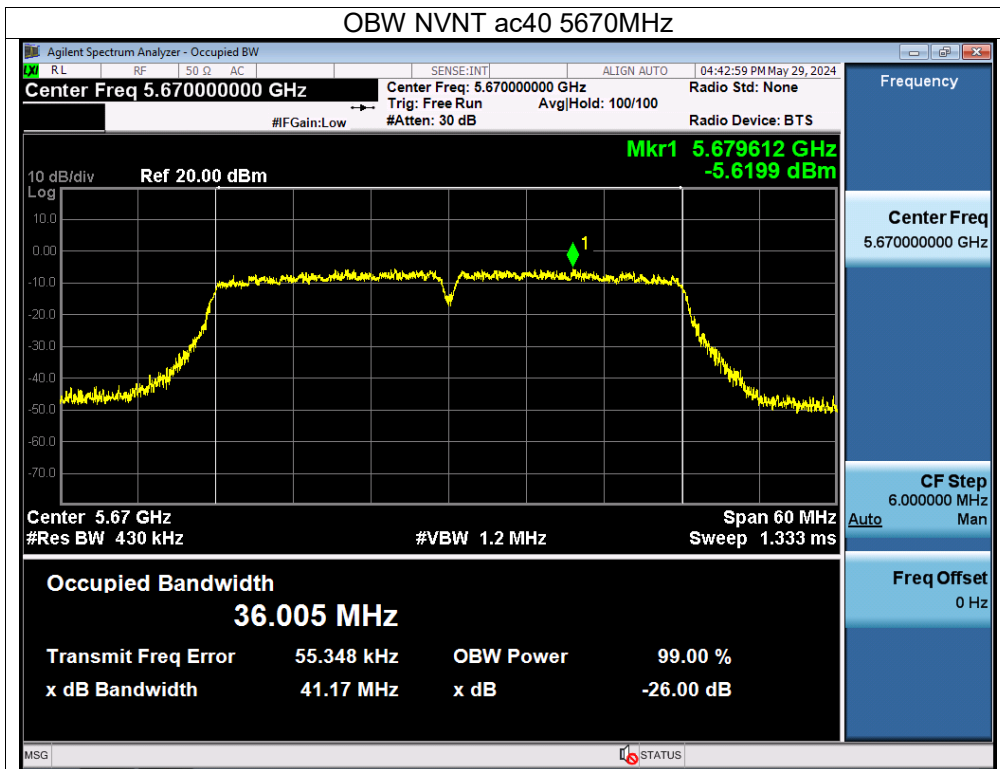 OBW NVNT ac40 5670MHz
Agilent Spectrum Analyzer - Occupied BW
LXI RL RF 50 Ω AC SENSE:INT ALIGN AUTO 04:42:59 PM May 29, 2024
Center Freq 5.670000000 GHz
Center Freq: 5.670000000 GHz
Radio Std: None
Trig: Free Run Avg|Hold: 100/100
#IFGain:Low
#Atten: 30 dB
Radio Device: BTS
Mkr1 5.679612 GHz
-5.6199 dBm
10 dB/div Ref 20.00 dBm
Log
10.0
0.00
-10.0
-20.0
-30.0
-40.0
-50.0
-60.0
-70.0
1
Center 5.67 GHz Span 60 MHz
#Res BW 430 kHz #VBW 1.2 MHz Sweep 1.333 ms
Occupied Bandwidth
36.005 MHz
Transmit Freq Error 55.348 kHz OBW Power 99.00 %
x dB Bandwidth 41.17 MHz x dB -26.00 dB
Frequency
Center Freq
5.670000000 GHz
CF Step
6.000000 MHz
Auto Man
Freq Offset
0 Hz
MSG STATUS